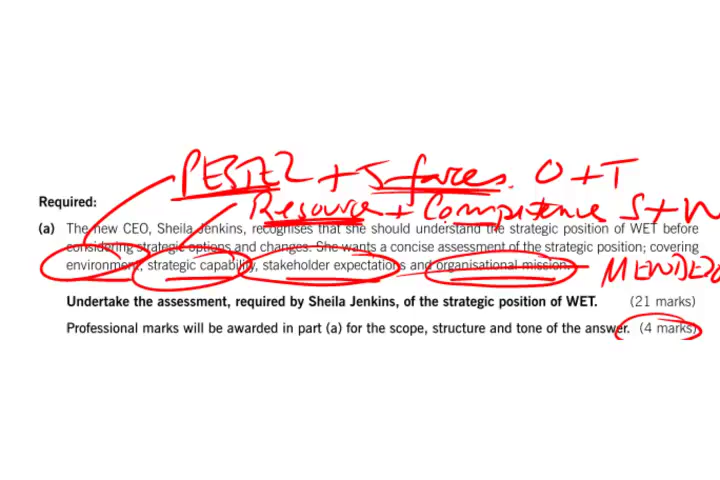 PESTEL + 5 forces. O + T
Required:
Resource + Competence S + W
(a) The new CEO, Sheila Jenkins, recognises that she should understand the strategic position of WET before
considering strategic options and changes. She wants a concise assessment of the strategic position; covering
environment, strategic capability, stakeholder expectations and organisational mission.
Undertake the assessment, required by Sheila Jenkins, of the strategic position of WET. (21 marks)
Professional marks will be awarded in part (a) for the scope, structure and tone of the answer. (4 marks)